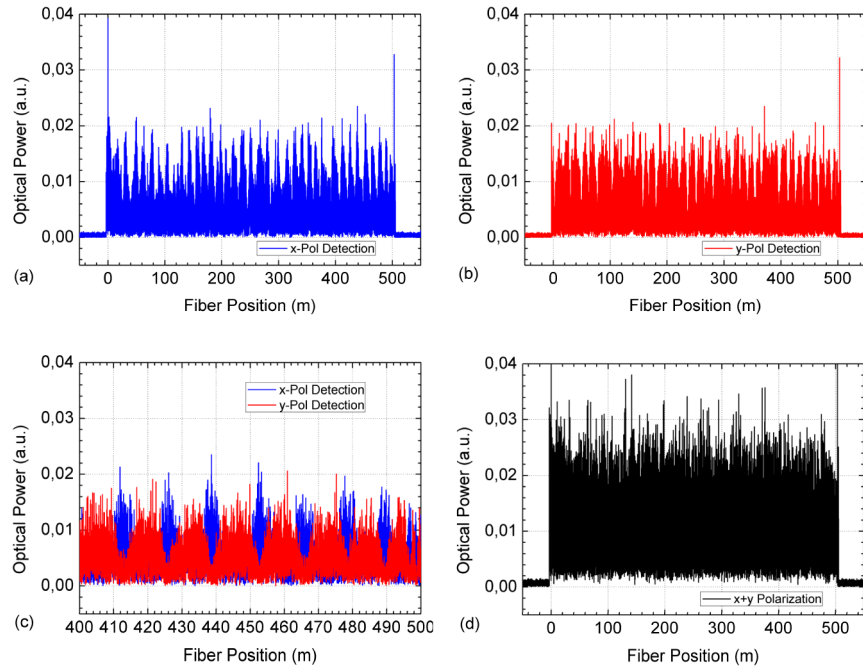 0,04
0,03
0,02
0,01
0,00
Optical Power (a.u.)
x-Pol Detection
0 100 200 300 400 500
Fiber Position (m)
(a)
0,04
0,03
0,02
0,01
0,00
Optical Power (a.u.)
y-Pol Detection
0 100 200 300 400 500
Fiber Position (m)
(b)
0,04
0,03
0,02
0,01
0,00
Optical Power (a.u.)
x-Pol Detection
y-Pol Detection
400 410 420 430 440 450 460 470 480 490 500
Fiber Position (m)
(c)
0,04
0,03
0,02
0,01
0,00
Optical Power (a.u.)
x+y Polarization
0 100 200 300 400 500
Fiber Position (m)
(d)